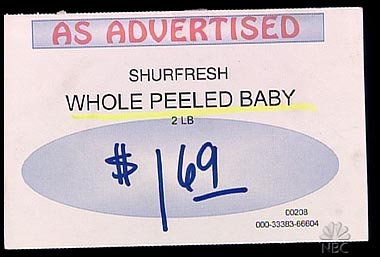 AS ADVERTISED
SHURFRESH
WHOLE PEELED BABY
2 LB
$1 69
00208
000-33383-66604
NBC